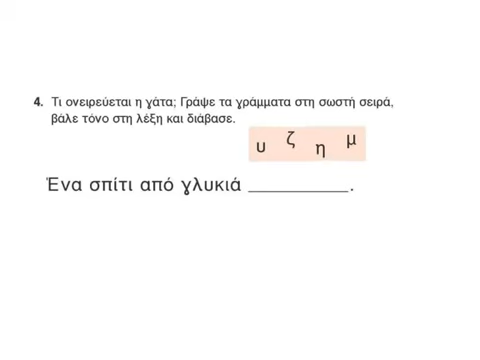 4. Τι ονειρεύεται η γάτα; Γράψε τα γράμματα στη σωστή σειρά,
βάλε τόνο στη λέξη και διάβασε.
υ ζ η μ
Ένα σπίτι από γλυκιά __________.